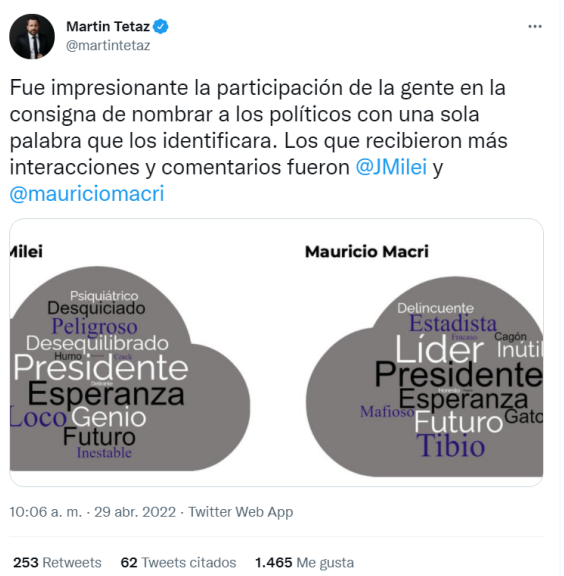 Martin Tetaz
@martintetaz
Fue impresionante la participación de la gente en la
consigna de nombrar a los políticos con una sola
palabra que los identificara. Los que recibieron más
interacciones y comentarios fueron @JMilei y
@mauriciomacri
Milei
Psiquiátrico
Desquiciado
Peligroso
Desequilibrado
Humo Crack
Presidente
Delirante
Esperanza
Loco Genio
Futuro
Inestable
Mauricio Macri
Delincuente
Estadista
Fracaso Cagón
Líder Inútil
Presidente
Honesto
Esperanza
Mafioso Futuro Gato
Tibio
10:06 a. m. · 29 abr. 2022 · Twitter Web App
253 Retweets 62 Tweets citados 1.465 Me gusta